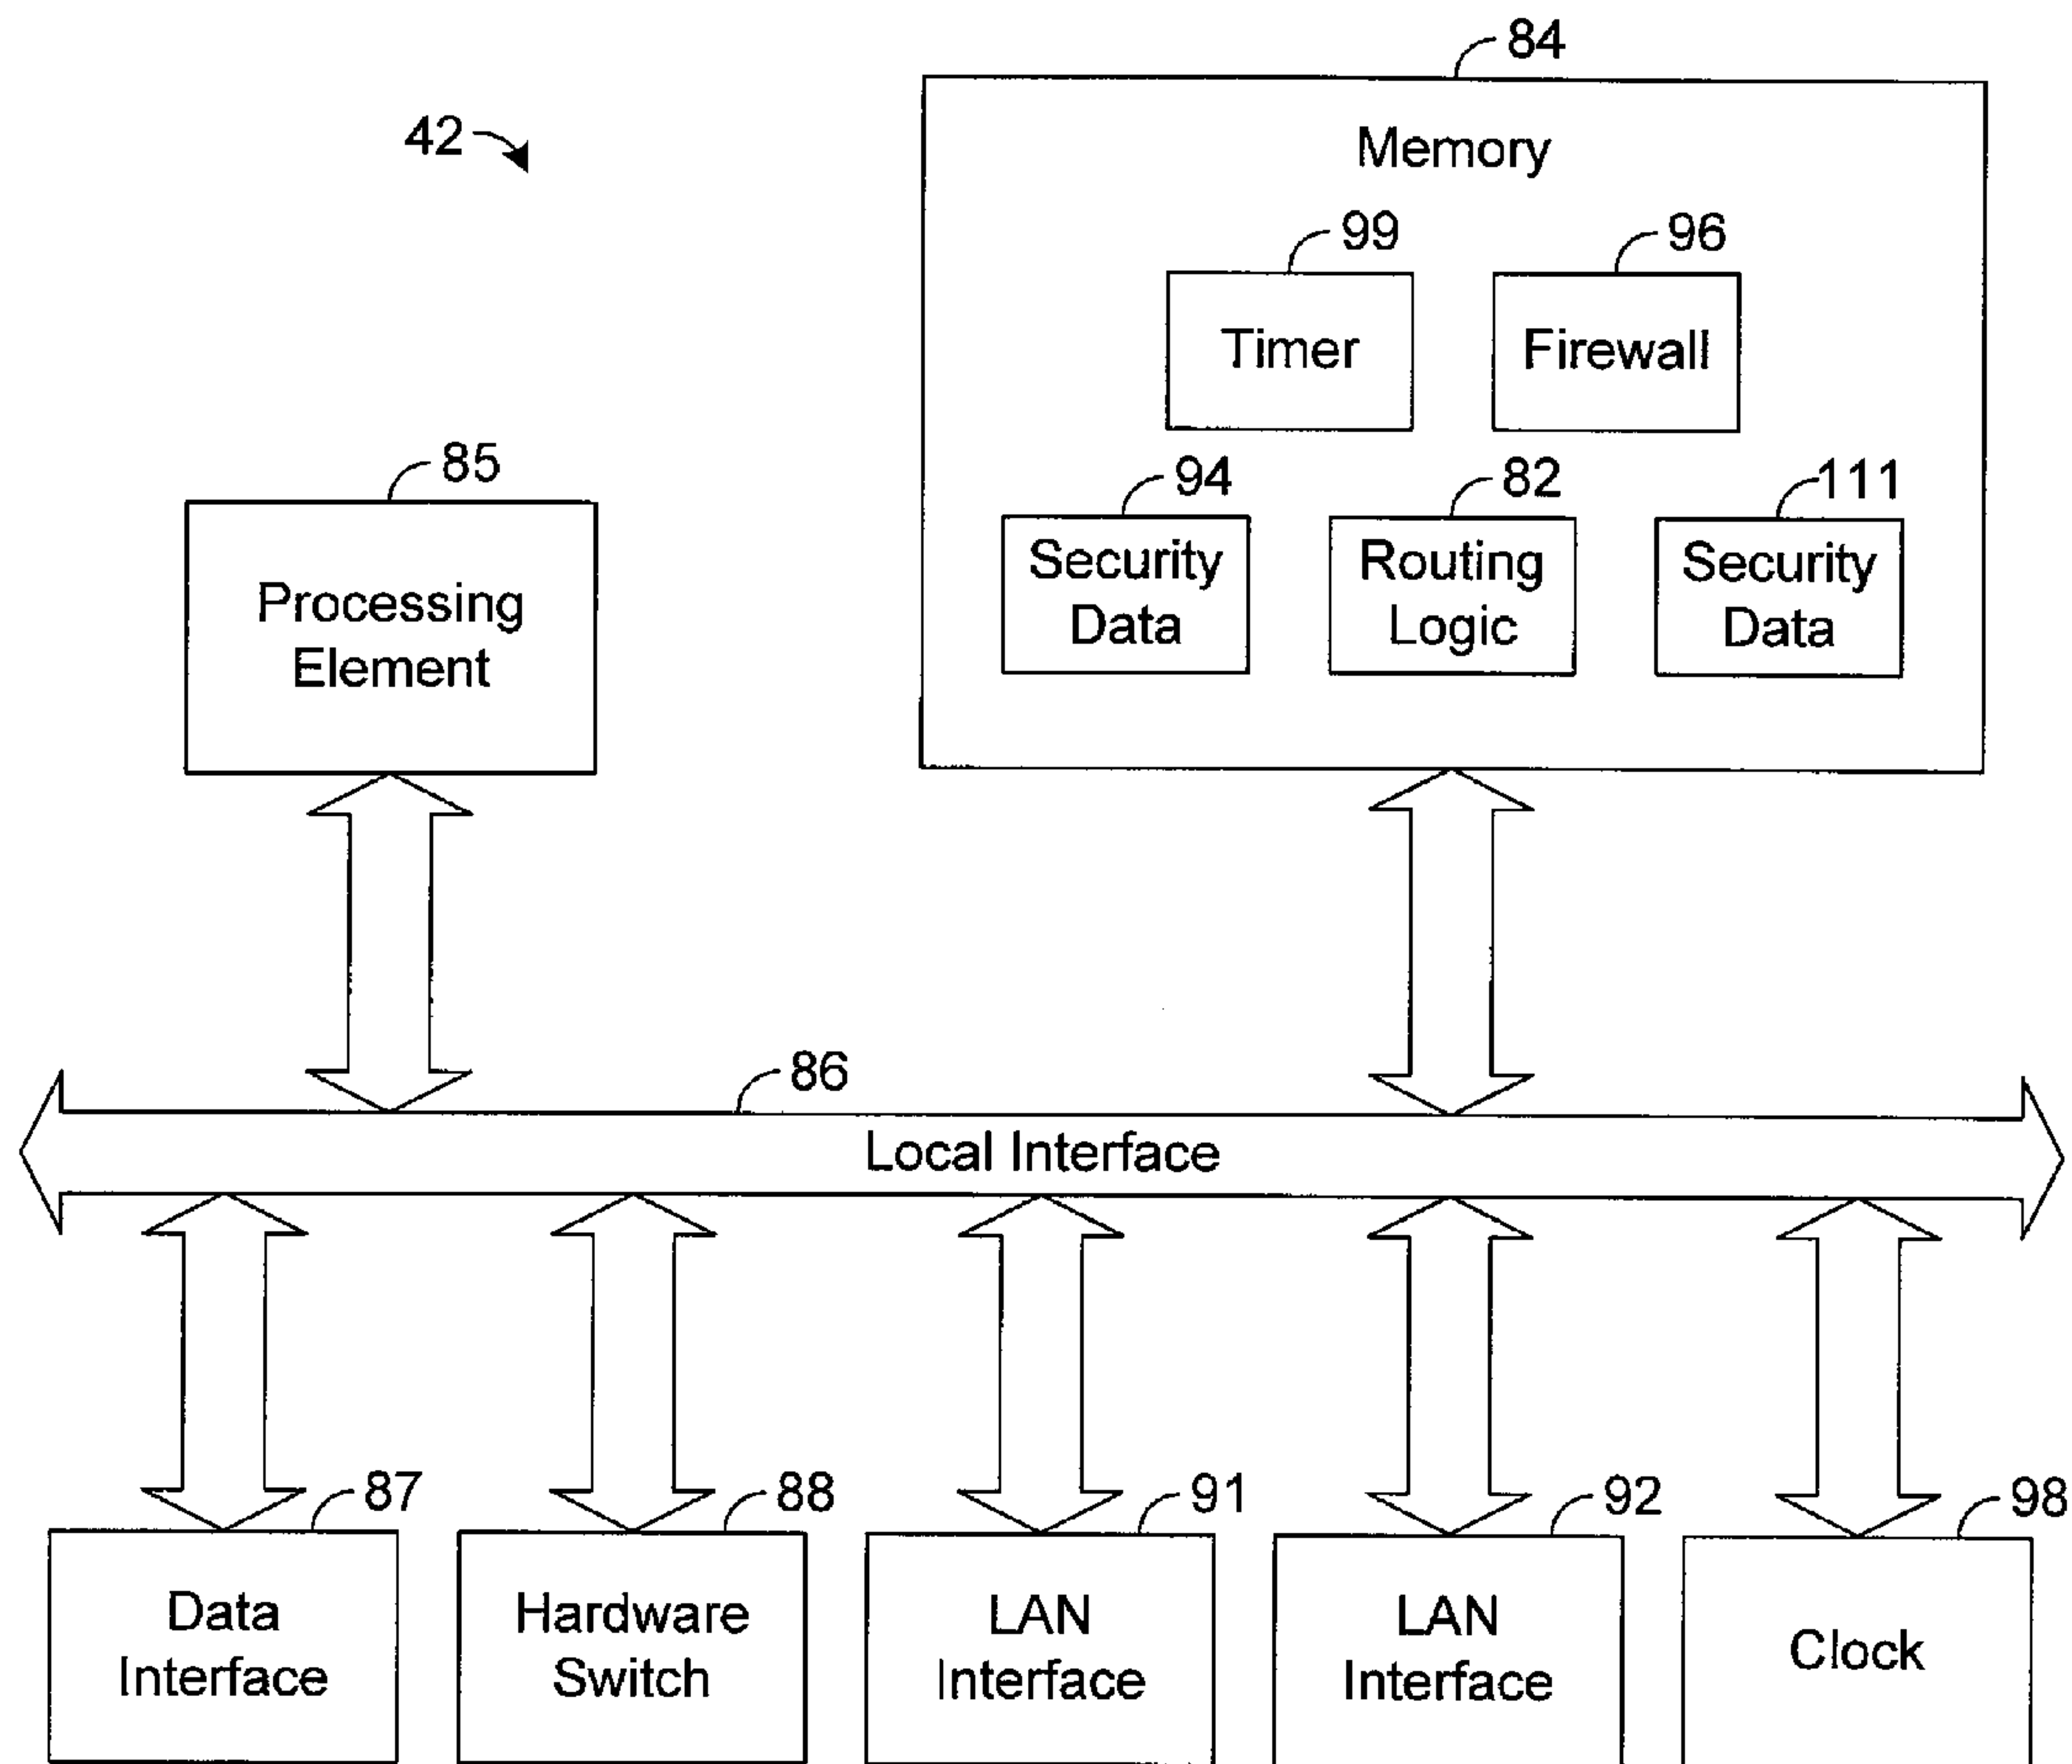 84
42
Memory
99
96
Timer
Firewall
85
94
82
111
Processing
Element
Security
Data
Routing
Logic
Security
Data
86
Local Interface
87
88
91
92
98
Data
Interface
Hardware
Switch
LAN
Interface
LAN
Interface
Clock